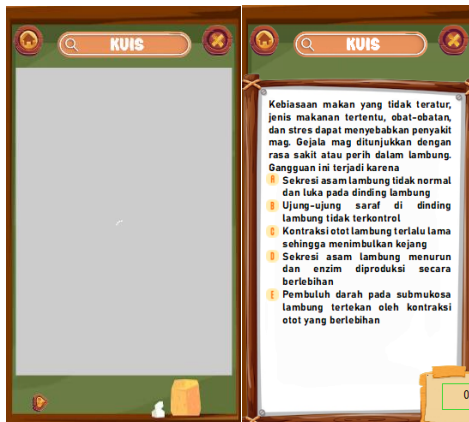 KUIS
KUIS
Kebiasaan makan yang tidak teratur,
jenis makanan tertentu, obat-obatan,
dan stres dapat menyebabkan penyakit
mag. Gejala mag ditunjukkan dengan
rasa sakit atau perih dalam lambung.
Gangguan ini terjadi karena
A Sekresi asam lambung tidak normal
dan luka pada dinding lambung
B Ujung-ujung saraf di dinding
lambung tidak terkontrol
C Kontraksi otot lambung terlalu lama
sehingga menimbulkan kejang
D Sekresi asam lambung menurun
dan enzim diproduksi secara
berlebihan
E Pembuluh darah pada submukosa
lambung tertekan oleh kontraksi
otot yang berlebihan
0